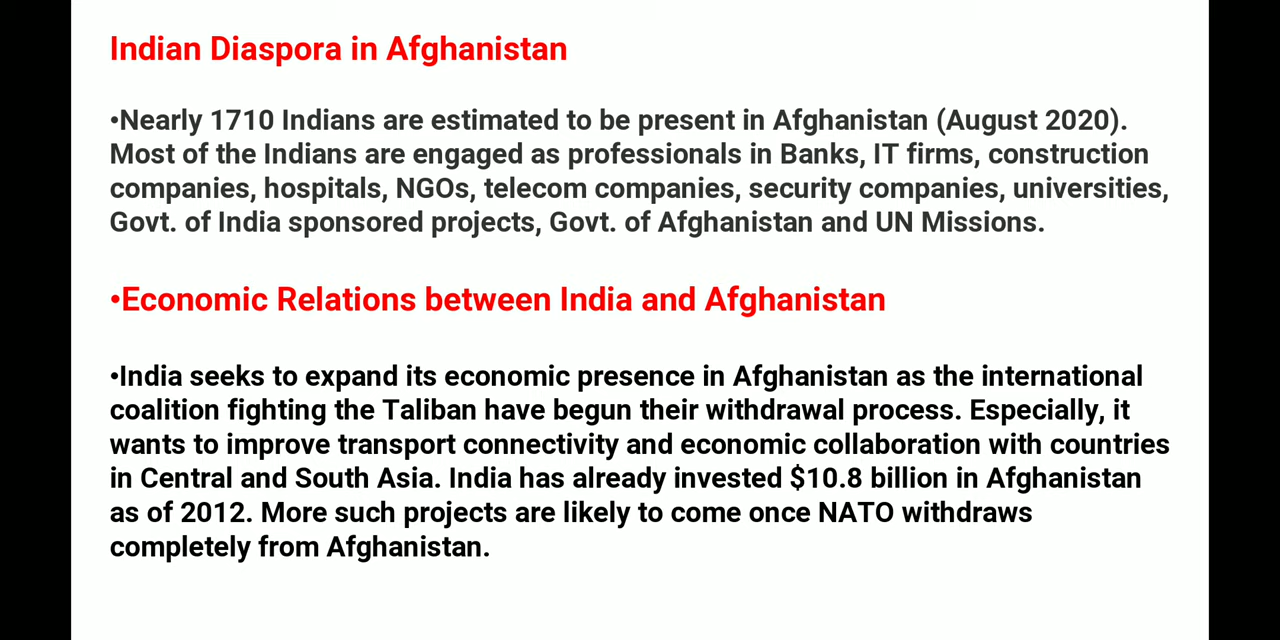 Indian Diaspora in Afghanistan
•Nearly 1710 Indians are estimated to be present in Afghanistan (August 2020).
Most of the Indians are engaged as professionals in Banks, IT firms, construction
companies, hospitals, NGOs, telecom companies, security companies, universities,
Govt. of India sponsored projects, Govt. of Afghanistan and UN Missions.
•Economic Relations between India and Afghanistan
•India seeks to expand its economic presence in Afghanistan as the international
coalition fighting the Taliban have begun their withdrawal process. Especially, it
wants to improve transport connectivity and economic collaboration with countries
in Central and South Asia. India has already invested $10.8 billion in Afghanistan
as of 2012. More such projects are likely to come once NATO withdraws
completely from Afghanistan.